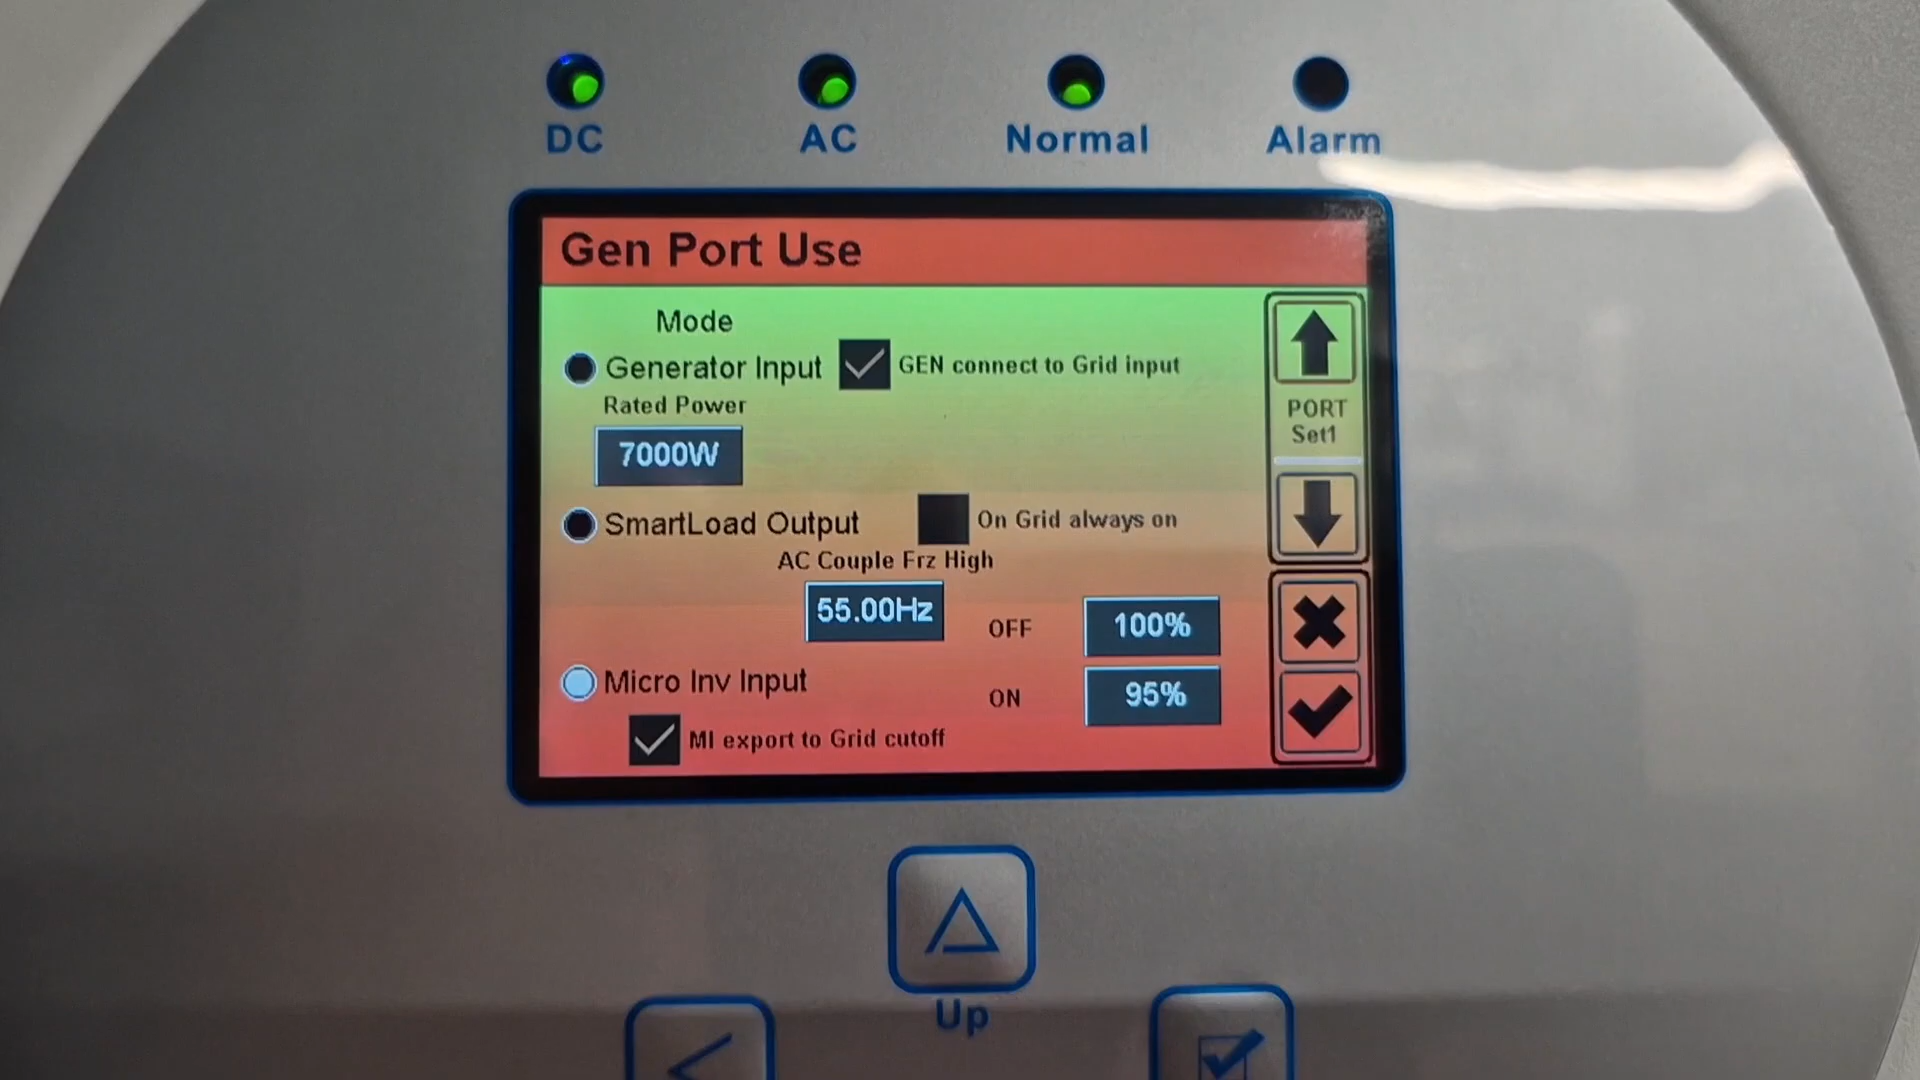 DC AC Normal Alarm
Gen Port Use
Mode
Generator Input GEN connect to Grid input
Rated Power
7000W
PORT
Set1
SmartLoad Output On Grid always on
AC Couple Frz High
55.00Hz OFF 100%
Micro Inv Input ON 95%
MI export to Grid cutoff
Up